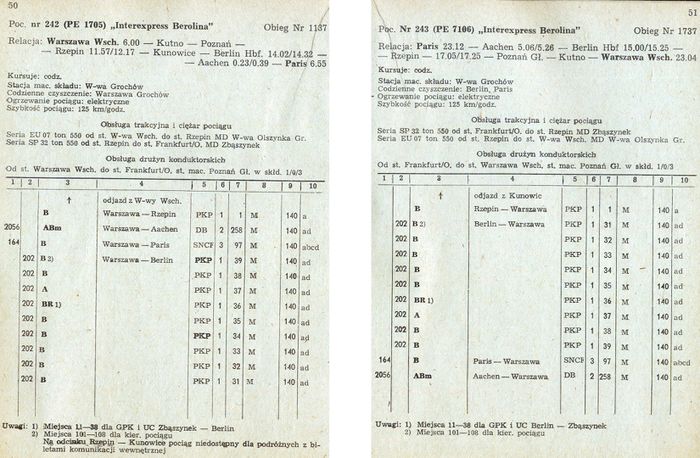 50
Poc. nr 242 (PE 1705) „Interexpress Berolina” Obieg Nr 1137
Relacja: Warszawa Wsch. 6.00 — Kutno — Poznań —
— Rzepin 11.57/12.17 — Kunowice — Berlin Hbf. 14.02/14.32 —
— Aachen 0.23/0.39 — Paris 6.55
Kursuje: codz.
Stacja mac. składu: W-wa Grochów
Codzienne czyszczenie: Warszawa Grochów
Ogrzewanie pociągu: elektryczne
Szybkość pociągu: 125 km/godz.
Obsługa trakcyjna i ciężar pociągu
Seria EU 07 ton 550 od st. W-wa Wsch. do st. Rzepin MD W-wa Olszynka Gr.
Seria SP 32 ton 550 od st. Rzepin do st. Frankfurt/O. MD Zbąszynek
Obsługa drużyn konduktorskich
Od st. Warszawa Wsch. do st. Frankfurt/O, st. mac. Poznań Gł. w skłd. 1/0/3
1 2 3 4 5 6 7 8 9 10
† odjazd z W-wy Wsch.
B Warszawa — Rzepin PKP 1 1 M 140 a
2056 ABm Warszawa — Aachen DB 2 258 M 140 ad
164 B Warszawa — Paris SNCF 3 97 M 140 abcd
202 B 2) Warszawa — Berlin PKP 1 39 M 140 ad
202 B PKP 1 38 M 140 ad
202 A PKP 1 37 M 140 ad
202 BR 1) PKP 1 36 M 140 ad
202 B PKP 1 35 M 140 ad
202 B PKP 1 34 M 140 ad
202 B PKP 1 33 M 140 ad
202 B PKP 1 32 M 140 ad
202 B PKP 1 31 M 140 ad
Uwagi: 1) Miejsca 11—38 dla GPK i UC Zbąszynek — Berlin
2) Miejsca 101—108 dla kier. pociągu
Na odcinku Rzepin — Kunowice pociąg niedostępny dla podróżnych z bi-
letami komunikacji wewnętrznej
51
Poc. Nr 243 (PE 7106) „Interexpress Berolina” Obieg Nr 1737
Relacja: Paris 23.12 — Aachen 5.06/5.26 — Berlin Hbf 15.00/15.25 —
— Rzepin — 17.05/17.25 — Poznań Gł. — Kutno — Warszawa Wsch. 23.04
Kursuje: codz.
Stacja mac. składu: W-wa Grochów
Codzienne czyszczenie: Berlin, Paris
Ogrzewanie pociągu: elektryczne
Szybkość pociągu: 125 km/godz.
Obsługa trakcyjna i ciężar pociągu
Seria SP 32 ton 550 od st. Frankfurt/O. do st. Rzepin MD Zbąszynek
Seria EU 07 ton 550 od st. Rzepin do st. W-wa Wsch. MD W-wa Olszynka Gr.
Obsługa drużyn konduktorskich
Od st. Frankfurt/O, do st. Warszawa Wsch. st. mac. Poznań Gł. w skłd. 1/0/3
1 2 3 4 5 6 7 8 9 10
† odjazd z Kunowic
B Rzepin — Warszawa PKP 1 1 M 140 a
202 B 2) Berlin — Warszawa PKP 1 31 M 140 ad
202 B PKP 1 32 M 140 ad
202 B PKP 1 33 M 140 ad
202 B PKP 1 34 M 140 ad
202 B PKP 1 35 M 140 ad
202 BR 1) PKP 1 36 M 140 ad
202 A PKP 1 37 M 140 ad
202 B PKP 1 38 M 140 ad
202 B PKP 1 39 M 140 ad
164 B Paris — Warszawa SNCF 3 97 M 140 abcd
2056 ABm Aachen — Warszawa DB 2 258 M 140 ad
Uwagi: 1) Miejsca 11—38 dla GPK i UC Berlin — Zbąszynek
2) Miejsca 101—108 dla kier. pociągu